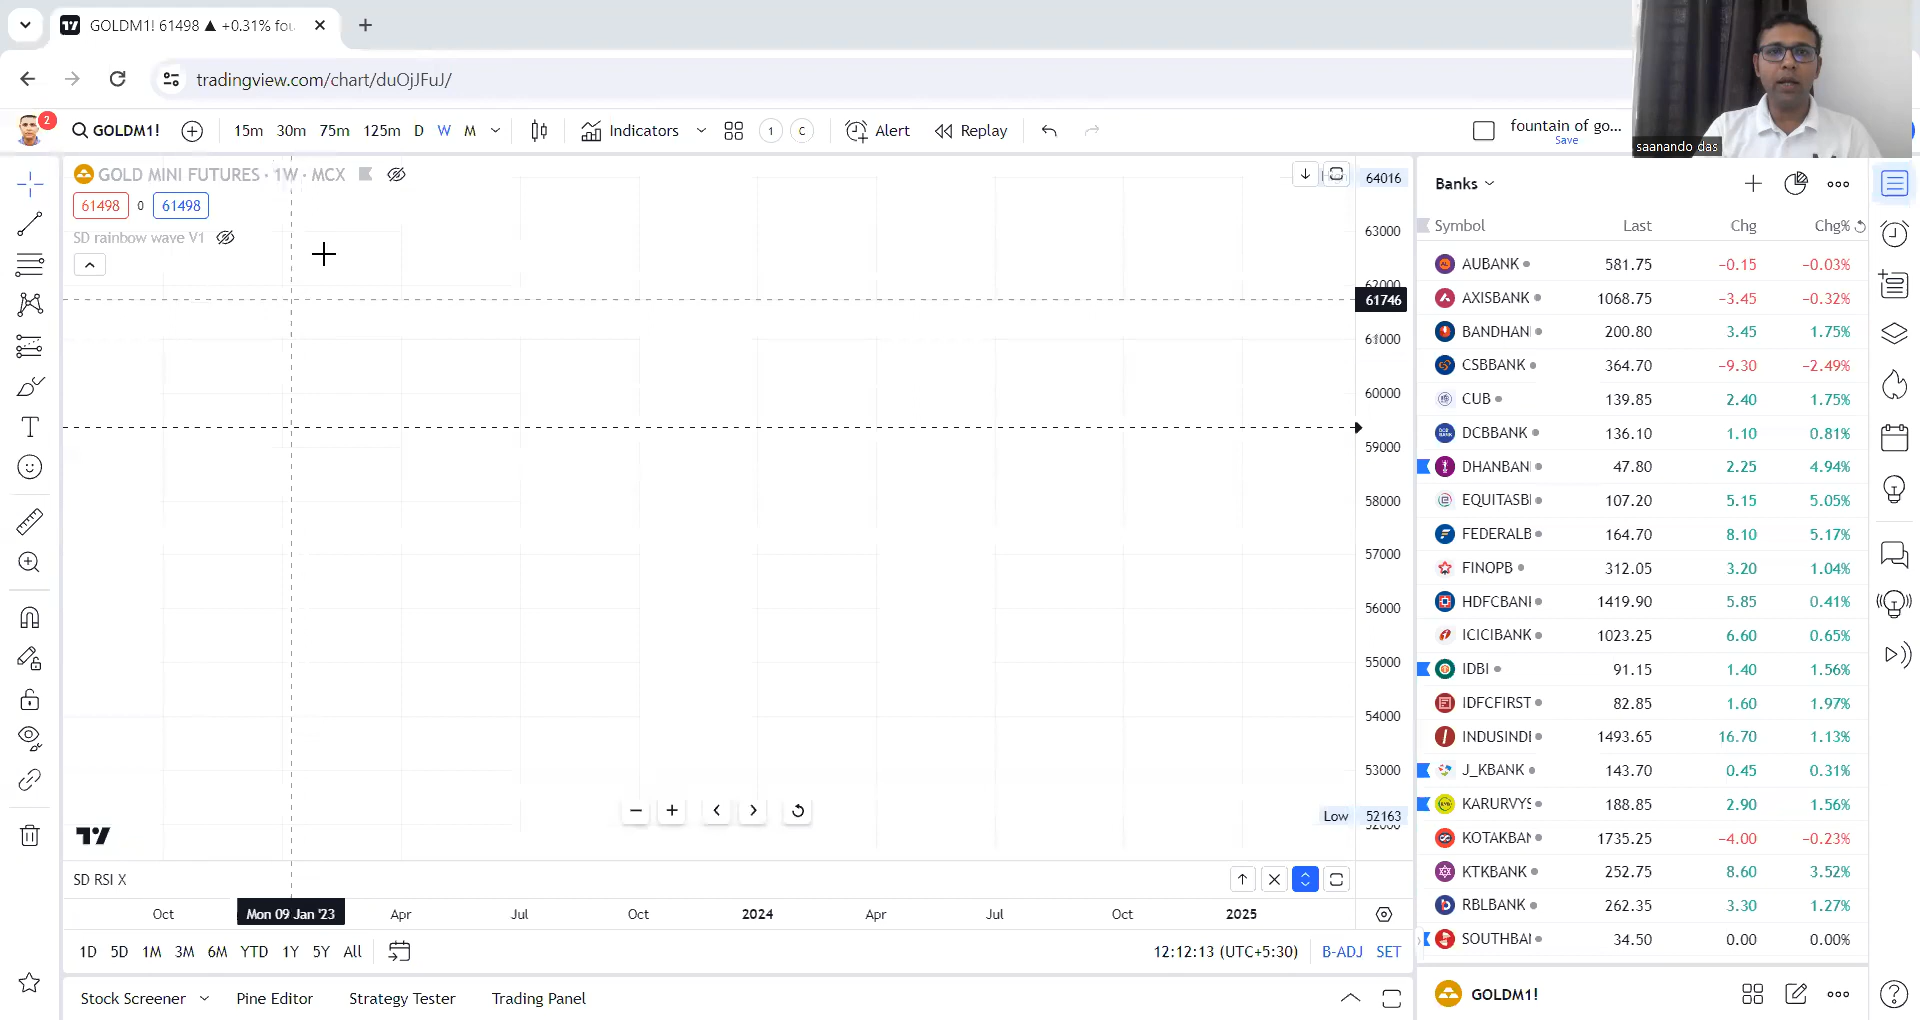 GOLDM1! 61498 ▲ +0.31% fou
tradingview.com/chart/duOjJFuJ/
2
GOLDM1!
15m 30m 75m 125m D W M
Indicators
1 C
Alert
Replay
fountain of go...
Save
saanando das
GOLD MINI FUTURES · 1W · MCX
61498 0 61498
SD rainbow wave V1
64016
63000
62000
61746
61000
60000
59000
58000
57000
56000
55000
54000
53000
Low 52163
52000
SD RSI X
Oct Mon 09 Jan '23 Apr Jul Oct 2024 Apr Jul Oct 2025
1D 5D 1M 3M 6M YTD 1Y 5Y All
12:12:13 (UTC+5:30) B-ADJ SET
Stock Screener Pine Editor Strategy Tester Trading Panel
Banks
Symbol Last Chg Chg%
AUBANK 581.75 −0.15 −0.03%
AXISBANK 1068.75 −3.45 −0.32%
BANDHAN 200.80 3.45 1.75%
CSBBANK 364.70 −9.30 −2.49%
CUB 139.85 2.40 1.75%
DCBBANK 136.10 1.10 0.81%
DHANBAN 47.80 2.25 4.94%
EQUITASB 107.20 5.15 5.05%
FEDERALB 164.70 8.10 5.17%
FINOPB 312.05 3.20 1.04%
HDFCBANI 1419.90 5.85 0.41%
ICICIBANK 1023.25 6.60 0.65%
IDBI 91.15 1.40 1.56%
IDFCFIRST 82.85 1.60 1.97%
INDUSINDI 1493.65 16.70 1.13%
J_KBANK 143.70 0.45 0.31%
KARURVYS 188.85 2.90 1.56%
KOTAKBAN 1735.25 −4.00 −0.23%
KTKBANK 252.75 8.60 3.52%
RBLBANK 262.35 3.30 1.27%
SOUTHBAI 34.50 0.00 0.00%
GOLDM1!